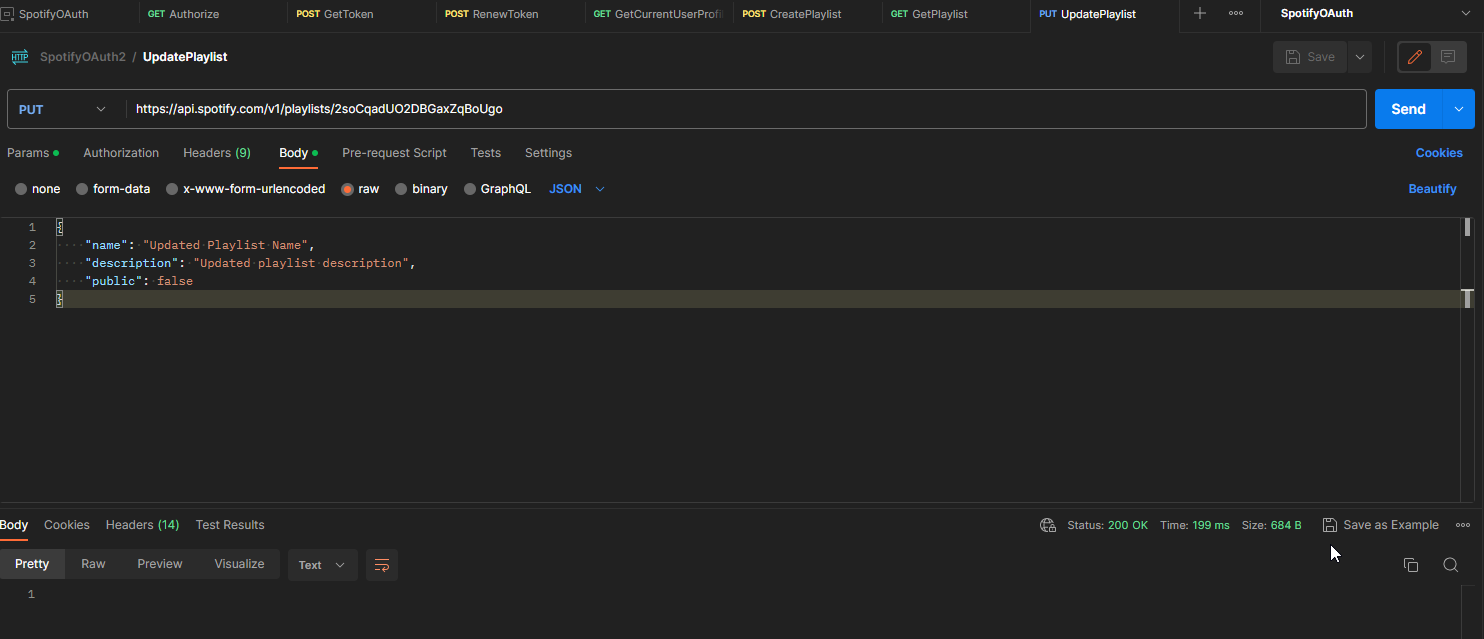 SpotifyOAuth GET Authorize POST GetToken POST RenewToken GET GetCurrentUserProfi POST CreatePlaylist GET GetPlaylist PUT UpdatePlaylist SpotifyOAuth
HTTP SpotifyOAuth2 / UpdatePlaylist Save
PUT https://api.spotify.com/v1/playlists/2soCqadUO2DBGaxZqBoUgo Send
Params Authorization Headers (9) Body Pre-request Script Tests Settings Cookies
none form-data x-www-form-urlencoded raw binary GraphQL JSON Beautify
1 {
2 "name": "Updated Playlist Name",
3 "description": "Updated playlist description",
4 "public": false
5 }
Body Cookies Headers (14) Test Results Status: 200 OK Time: 199 ms Size: 684 B Save as Example
Pretty Raw Preview Visualize Text
1